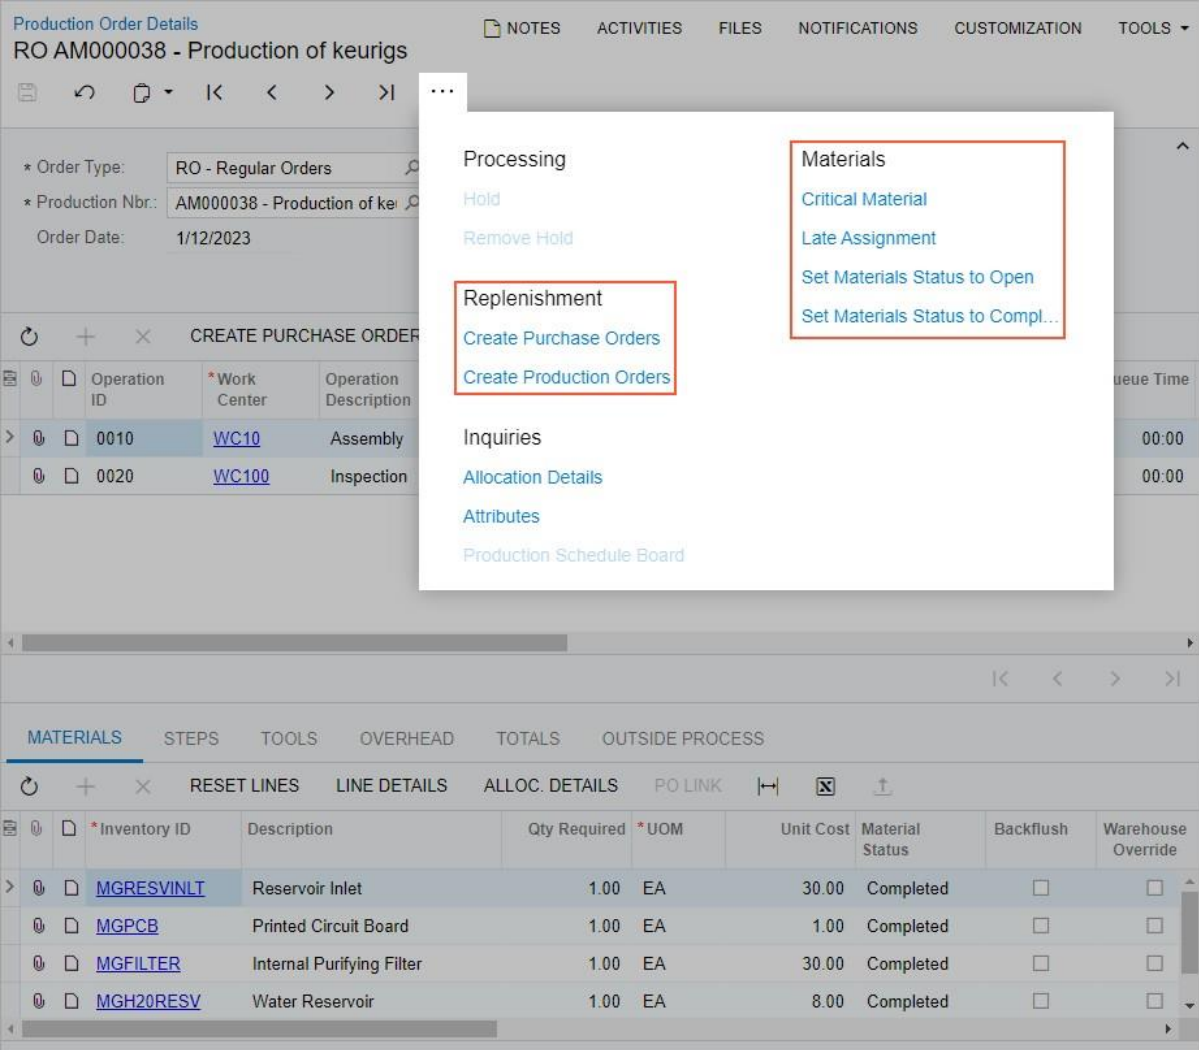 Production Order Details
RO AM000038 - Production of keurigs
NOTES ACTIVITIES FILES NOTIFICATIONS CUSTOMIZATION TOOLS
...
* Order Type: RO - Regular Orders
* Production Nbr.: AM000038 - Production of keu
Order Date: 1/12/2023
Processing
Hold
Remove Hold
Replenishment
Create Purchase Orders
Create Production Orders
Inquiries
Allocation Details
Attributes
Production Schedule Board
Materials
Critical Material
Late Assignment
Set Materials Status to Open
Set Materials Status to Compl...
CREATE PURCHASE ORDER
Operation ID * Work Center Operation Description ueue Time
0010 WC10 Assembly 00:00
0020 WC100 Inspection 00:00
MATERIALS STEPS TOOLS OVERHEAD TOTALS OUTSIDE PROCESS
RESET LINES LINE DETAILS ALLOC. DETAILS PO LINK X
* Inventory ID Description Qty Required * UOM Unit Cost Material Status Backflush Warehouse Override
MGRESVINLT Reservoir Inlet 1.00 EA 30.00 Completed
MGPCB Printed Circuit Board 1.00 EA 1.00 Completed
MGFILTER Internal Purifying Filter 1.00 EA 30.00 Completed
MGH20RESV Water Reservoir 1.00 EA 8.00 Completed